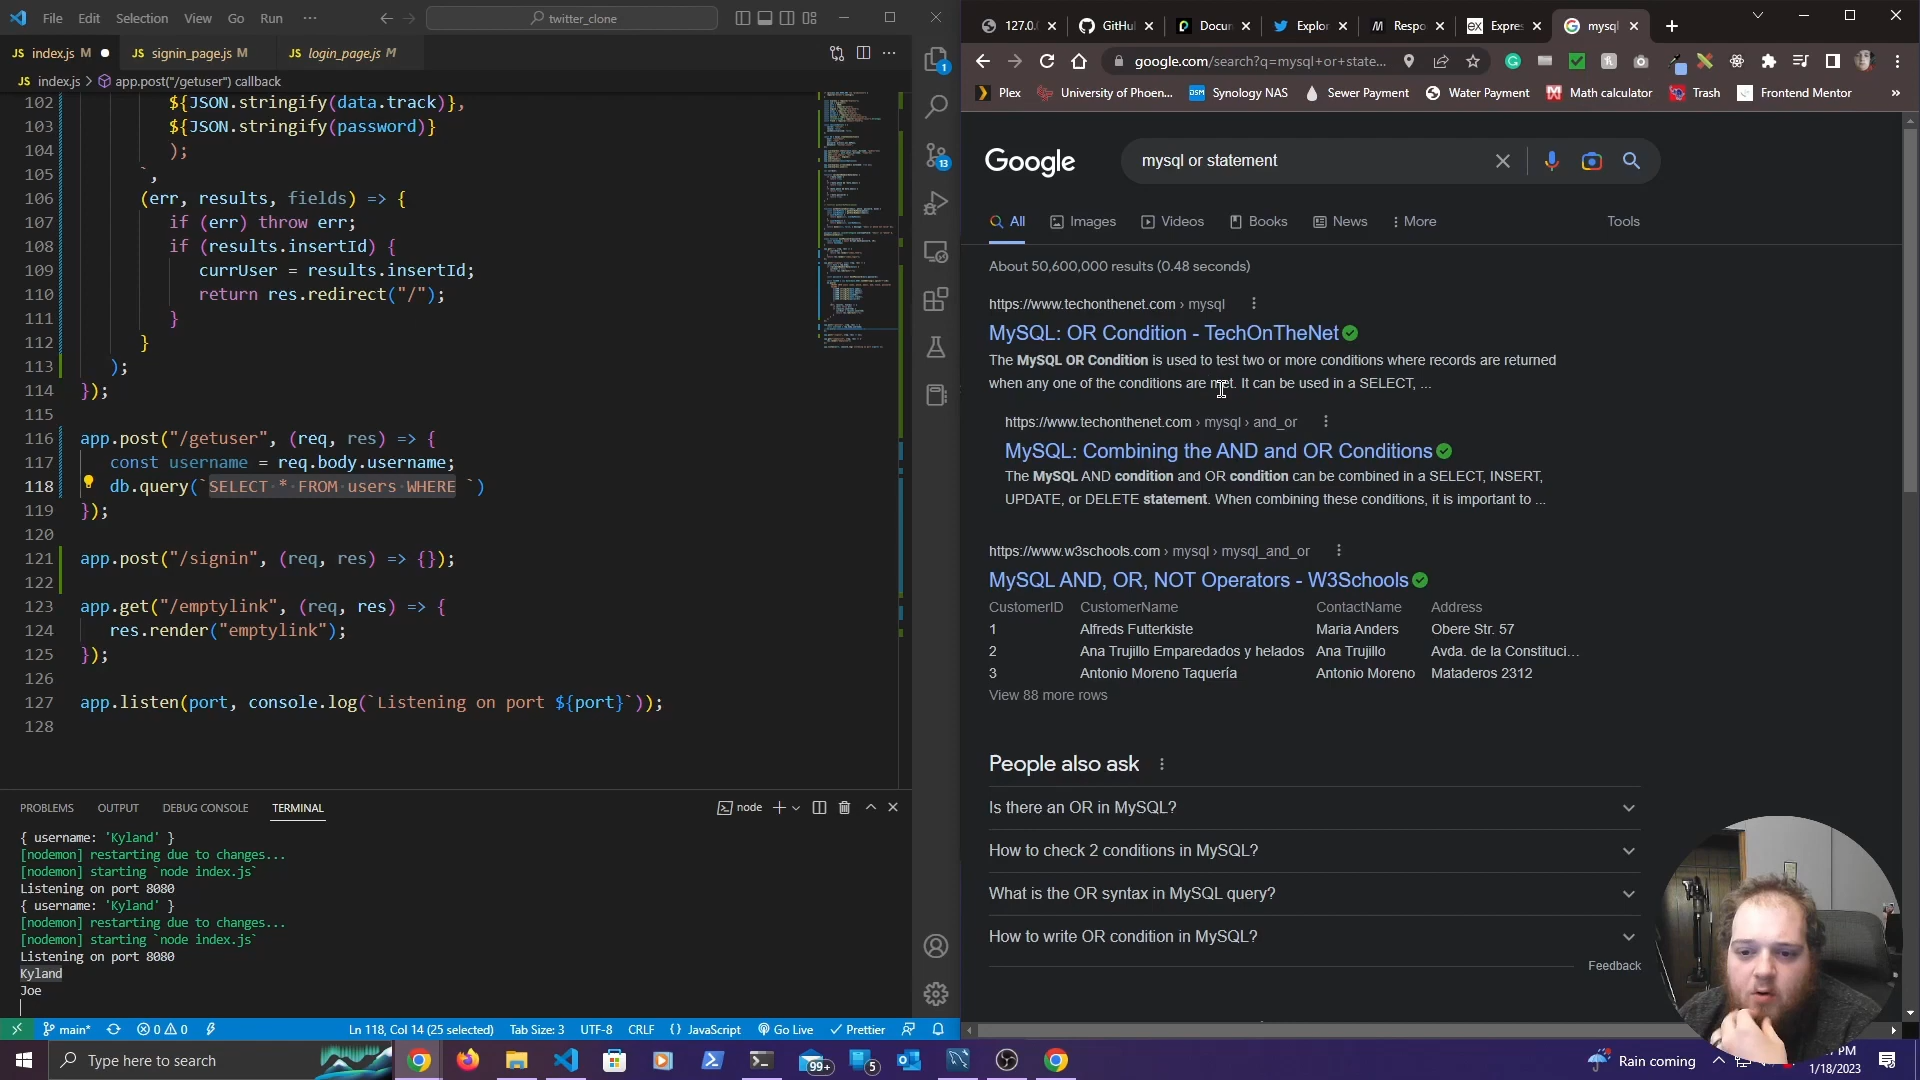 File Edit Selection View Go Run ···
twitter_clone
JS index.js M
JS signin_page.js M
JS login_page.js M
JS index.js > app.post("/getuser") callback
102 ${JSON.stringify(data.track)},
103 ${JSON.stringify(password)}
104 );
105 `,
106 (err, results, fields) => {
107 if (err) throw err;
108 if (results.insertId) {
109 currUser = results.insertId;
110 return res.redirect("/");
111 }
112 }
113 );
114 });
115
116 app.post("/getuser", (req, res) => {
117 const username = req.body.username;
118 db.query(`SELECT * FROM users WHERE `)
119 });
120
121 app.post("/signin", (req, res) => {});
122
123 app.get("/emptylink", (req, res) => {
124 res.render("emptylink");
125 });
126
127 app.listen(port, console.log(`Listening on port ${port}`));
128
1
13
PROBLEMS OUTPUT DEBUG CONSOLE TERMINAL
node
{ username: 'Kyland' }
[nodemon] restarting due to changes...
[nodemon] starting `node index.js`
Listening on port 8080
{ username: 'Kyland' }
[nodemon] restarting due to changes...
[nodemon] starting `node index.js`
Listening on port 8080
Kyland
Joe
main* 0 0 Ln 118, Col 14 (25 selected) Tab Size: 3 UTF-8 CRLF {} JavaScript Go Live Prettier
127.0. GitHu Docun Explor M Respo ex Expres mysql
google.com/search?q=mysql+or+state...
Plex University of Phoen... DSM Synology NAS Sewer Payment Water Payment Math calculator Trash Frontend Mentor »
Google
mysql or statement
All Images Videos Books News More Tools
About 50,600,000 results (0.48 seconds)
https://www.techonthenet.com › mysql
MySQL: OR Condition - TechOnTheNet
The MySQL OR Condition is used to test two or more conditions where records are returned
when any one of the conditions are met. It can be used in a SELECT, ...
https://www.techonthenet.com › mysql › and_or
MySQL: Combining the AND and OR Conditions
The MySQL AND condition and OR condition can be combined in a SELECT, INSERT,
UPDATE, or DELETE statement. When combining these conditions, it is important to ...
https://www.w3schools.com › mysql › mysql_and_or
MySQL AND, OR, NOT Operators - W3Schools
CustomerID CustomerName ContactName Address
1 Alfreds Futterkiste Maria Anders Obere Str. 57
2 Ana Trujillo Emparedados y helados Ana Trujillo Avda. de la Constituci...
3 Antonio Moreno Taquería Antonio Moreno Mataderos 2312
View 88 more rows
People also ask
Is there an OR in MySQL?
How to check 2 conditions in MySQL?
What is the OR syntax in MySQL query?
How to write OR condition in MySQL?
Feedback
Type here to search
99+
5
Rain coming
PM
1/18/2023